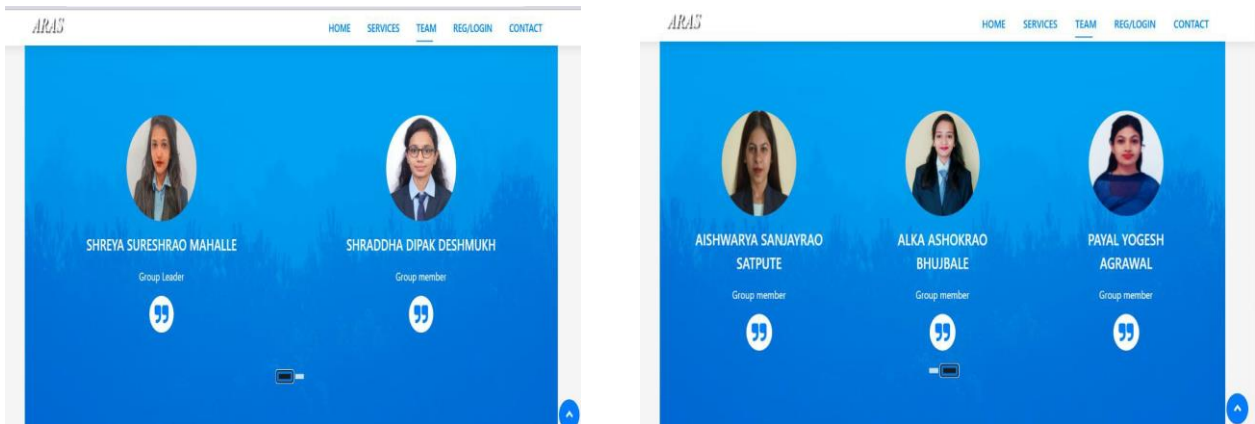 ARAS
HOME SERVICES TEAM REG/LOGIN CONTACT
SHREYA SURESHRAO MAHALLE
Group Leader
SHRADDHA DIPAK DESHMUKH
Group member
ARAS
HOME SERVICES TEAM REG/LOGIN CONTACT
AISHWARYA SANJAYRAO
SATPUTE
Group member
ALKA ASHOKRAO
BHUJBALE
Group member
PAYAL YOGESH
AGRAWAL
Group member